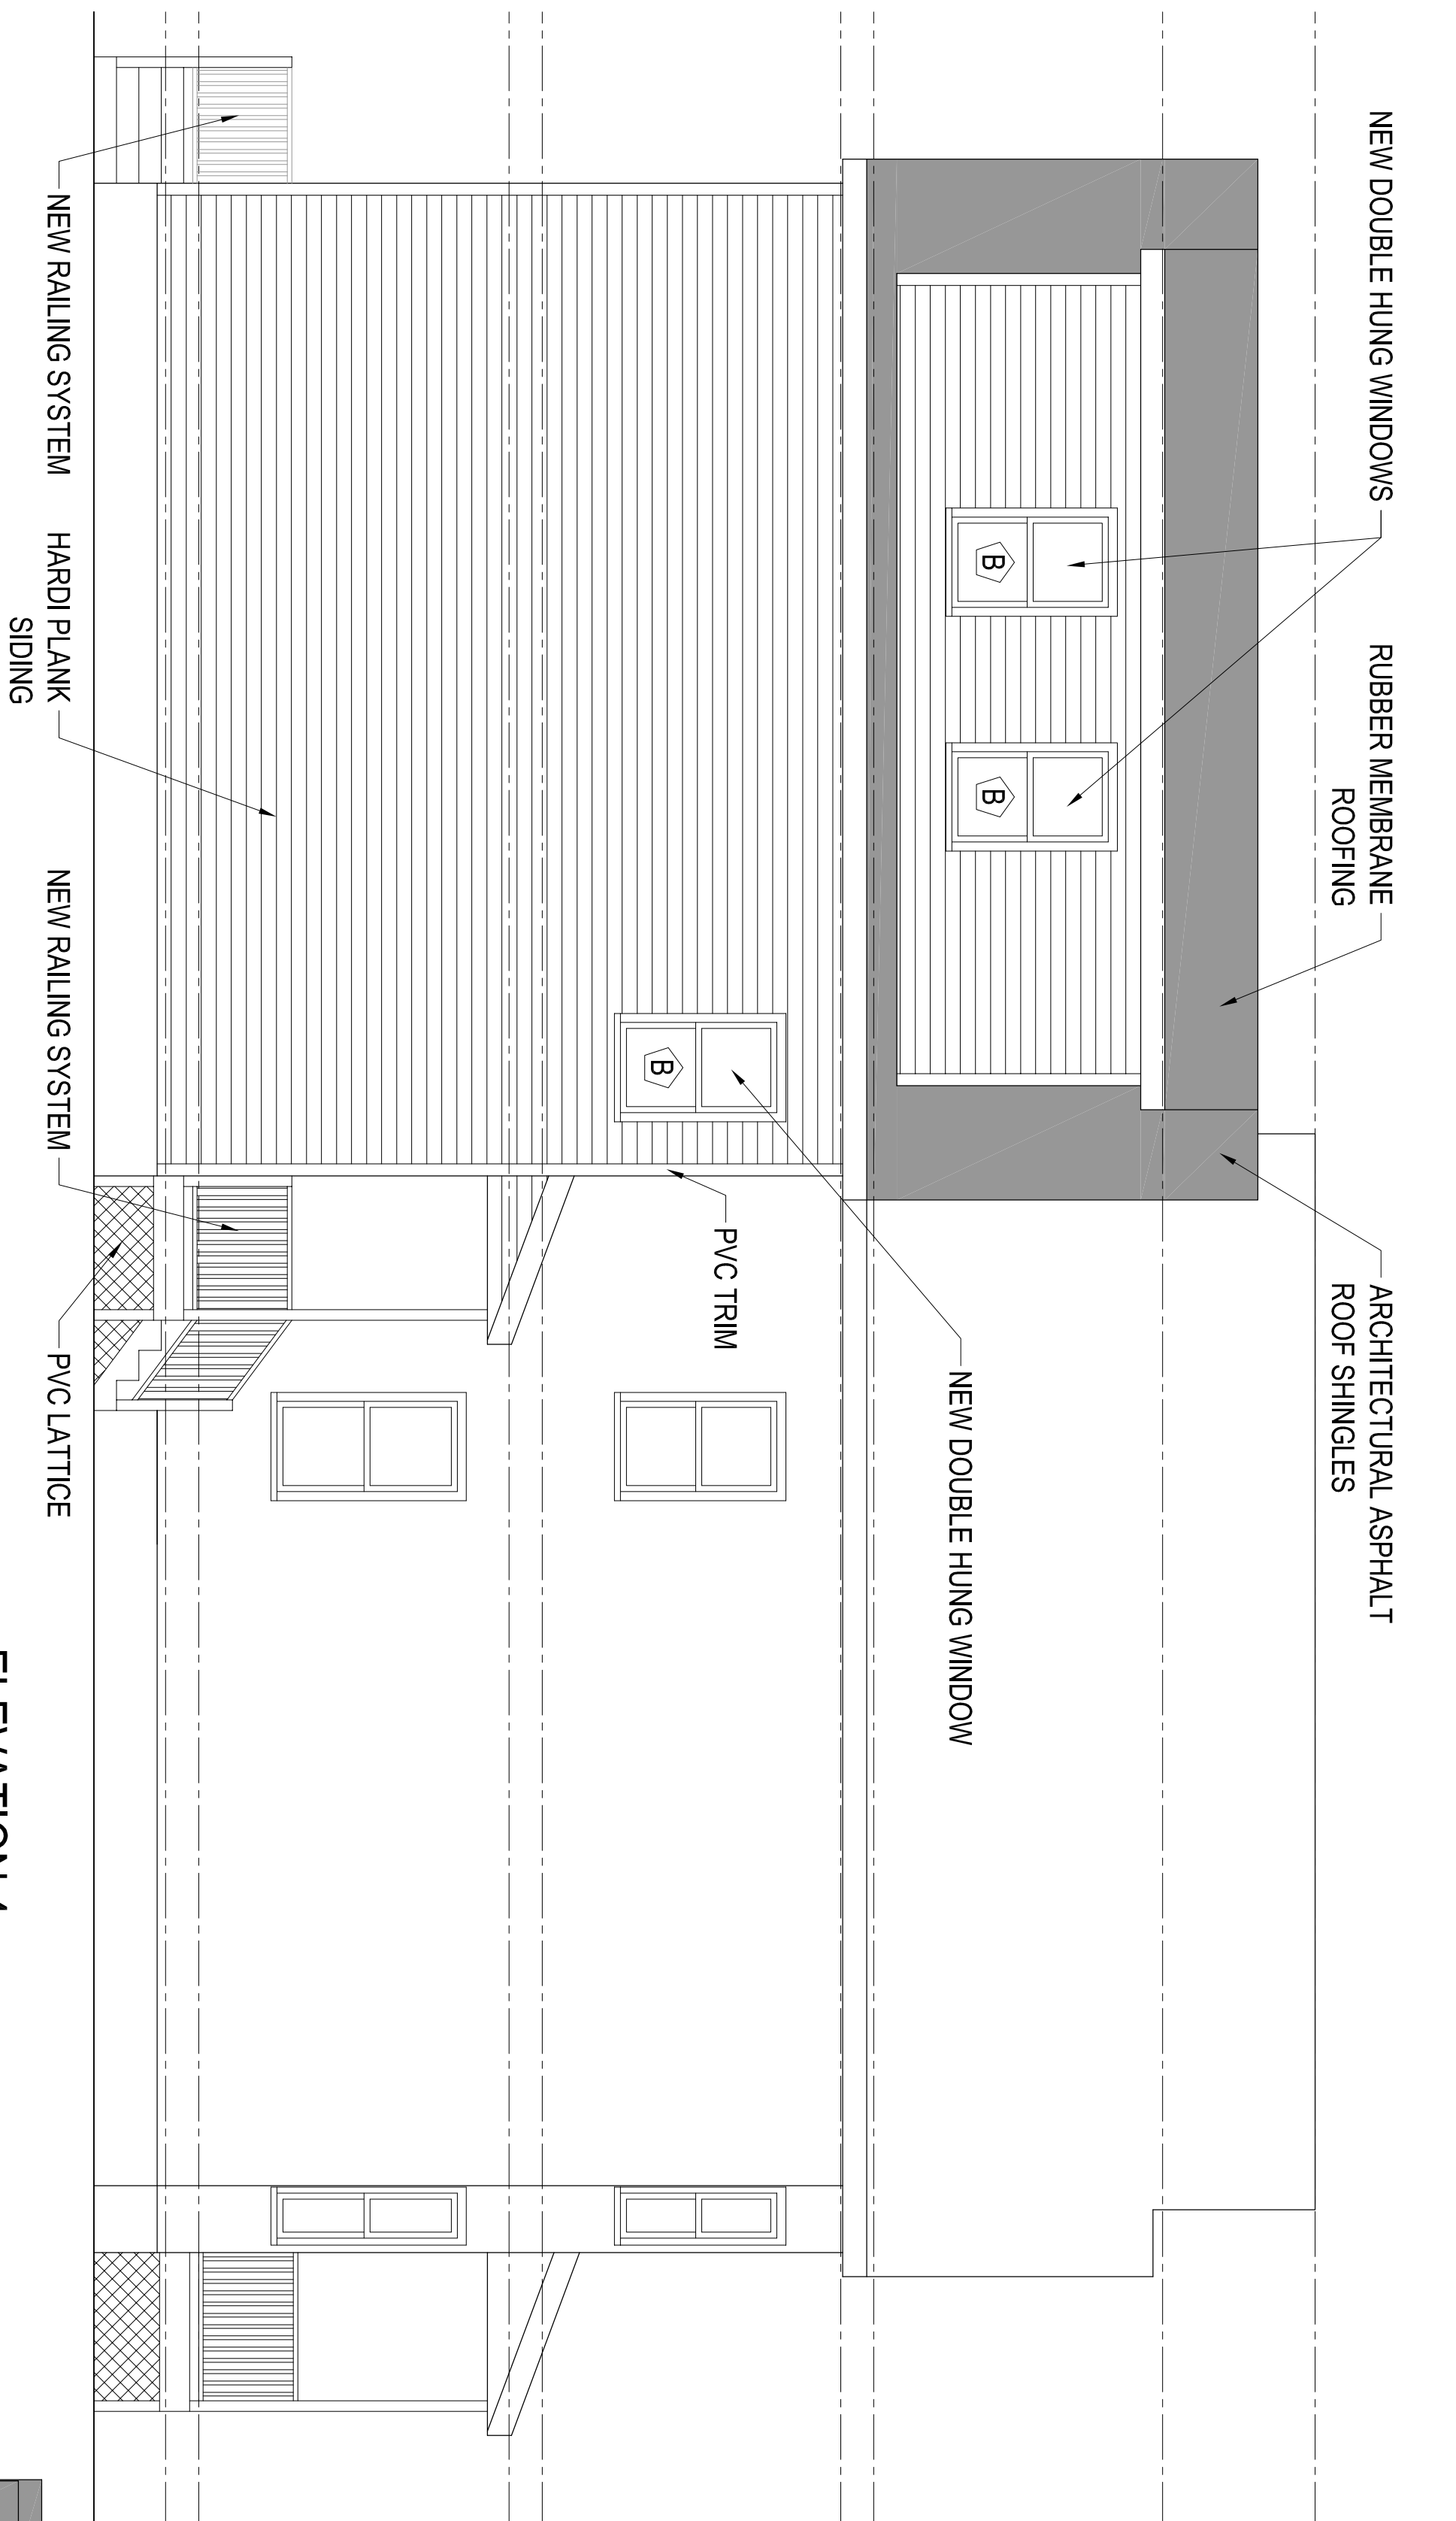 NEW DOUBLE HUNG WINDOWS
RUBBER MEMBRANE
ROOFING
ARCHITECTURAL ASPHALT
ROOF SHINGLES
B
B
NEW DOUBLE HUNG WINDOW
PVC TRIM
B
NEW RAILING SYSTEM
HARDI PLANK
SIDING
NEW RAILING SYSTEM
PVC LATTICE